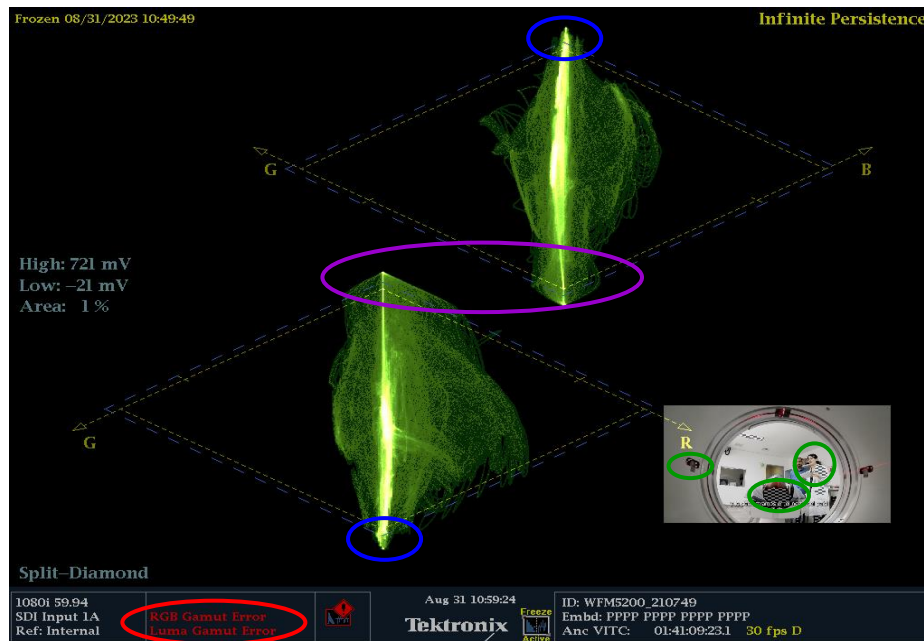 Frozen 08/31/2023 10:49:49
Infinite Persistence
G
B
High: 721 mV
Low: -21 mV
Area: 1 %
G
R
Split-Diamond
1080i 59.94
SDI Input 1A
Ref: Internal
RGB Gamut Error
Luma Gamut Error
Aug 31 10:59:24
Tektronix
Freeze
Active
ID: WFM5200_210749
Embd: PPPP PPPP PPPP PPPP
Anc VITC: 01:41:09:23.1 30 fps D